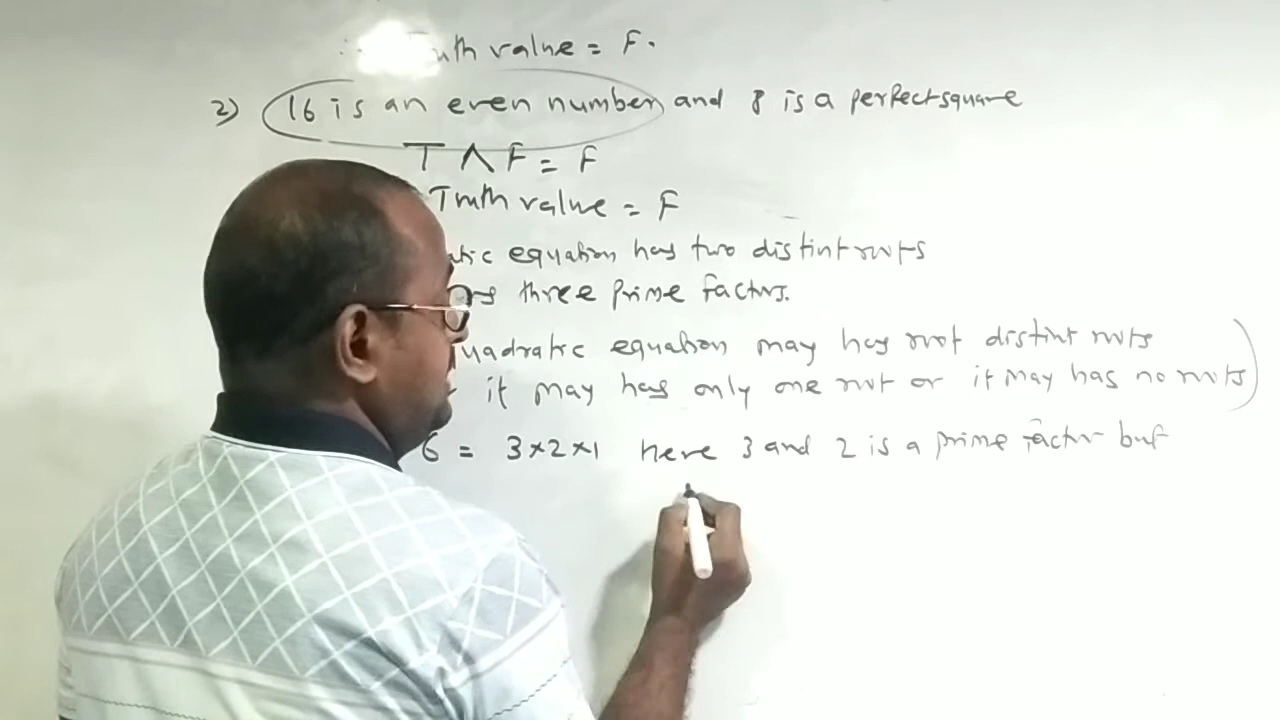 Truth value = F.
2) 16 is an even number and 8 is a perfect square
T ∧ F = F
Truth value = F
equation has two distint roots
three prime factors.
quadratic equation may has not distint roots
it may has only one root or it may has no roots
6 = 3×2×1 here 3 and 2 is a prime factor but